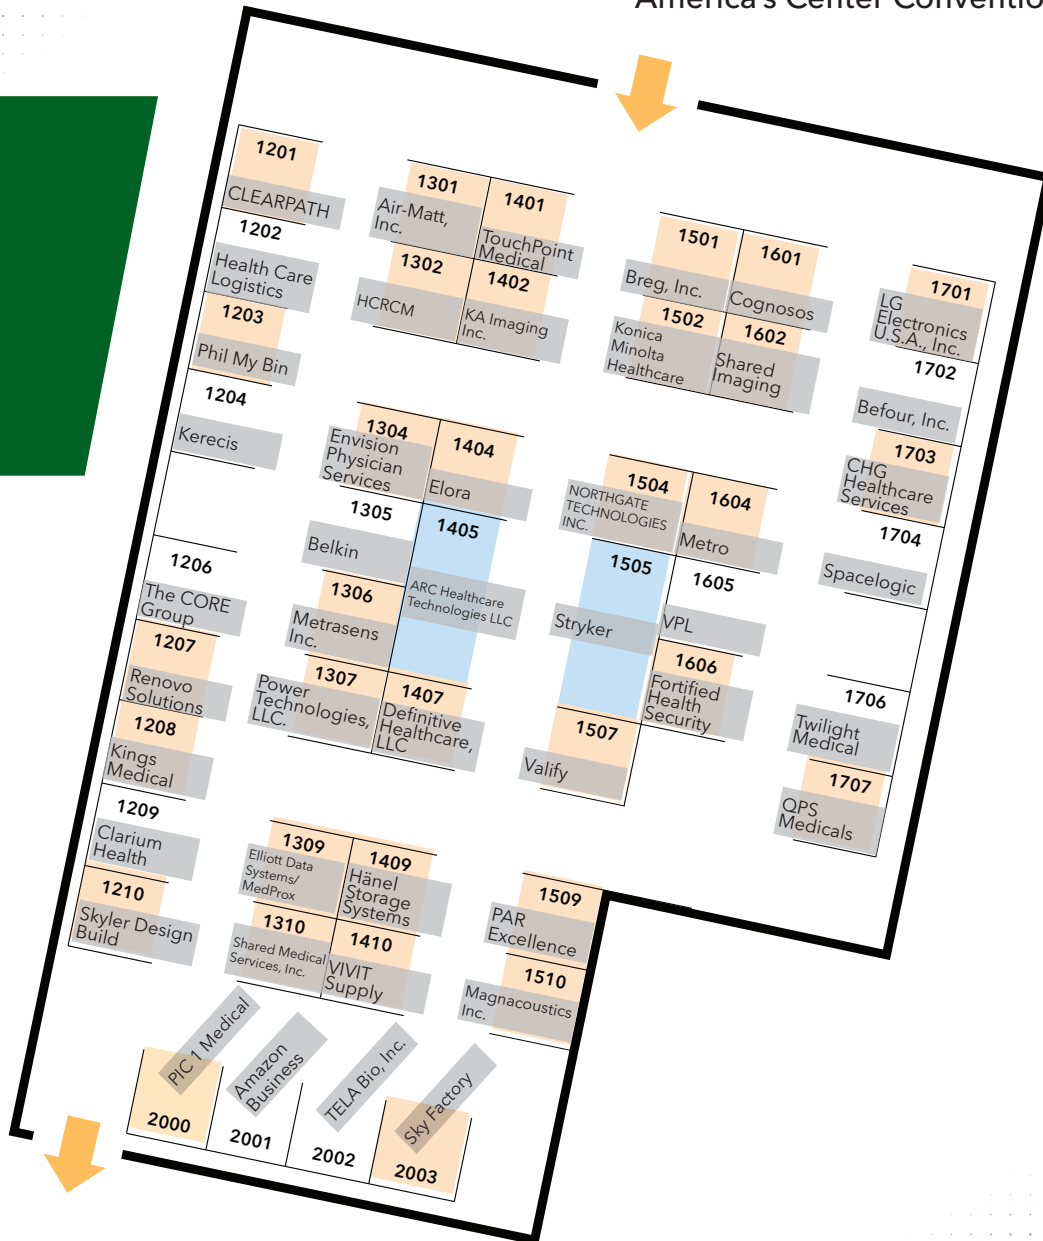 America's Center Conventio
1201
CLEARPATH
1202
Health Care
Logistics
1203
Phil My Bin
1204
Kerecis
1206
The CORE
Group
1207
Renovo
Solutions
1208
Kings
Medical
1209
Clarium
Health
1210
Skyler Design
Build
1301
Air-Matt,
Inc.
1401
TouchPoint
Medical
1302
HCRCM
1402
KA Imaging
Inc.
1304
Envision
Physician
Services
1404
Elora
1305
Belkin
1405
ARC Healthcare
Technologies LLC
1306
Metrasens
Inc.
1307
Power
Technologies,
LLC.
1407
Definitive
Healthcare,
LLC
1309
Elliott Data
Systems/
MedProx
1409
Hänel
Storage
Systems
1310
Shared Medical
Services, Inc.
1410
VIVIT
Supply
1501
Breg, Inc.
1601
Cognosos
1502
Konica
Minolta
Healthcare
1602
Shared
Imaging
1504
NORTHGATE
TECHNOLOGIES
INC.
1604
Metro
1505
Stryker
1605
VPL
1606
Fortified
Health
Security
1507
Valify
1509
PAR
Excellence
1510
Magnacoustics
Inc.
1701
LG
Electronics
U.S.A., Inc.
1702
Befour, Inc.
1703
CHG
Healthcare
Services
1704
Spacelogic
1706
Twilight
Medical
1707
QPS
Medicals
PIC 1 Medical
2000
Amazon
Business
2001
TELA Bio, Inc.
2002
Sky Factory
2003